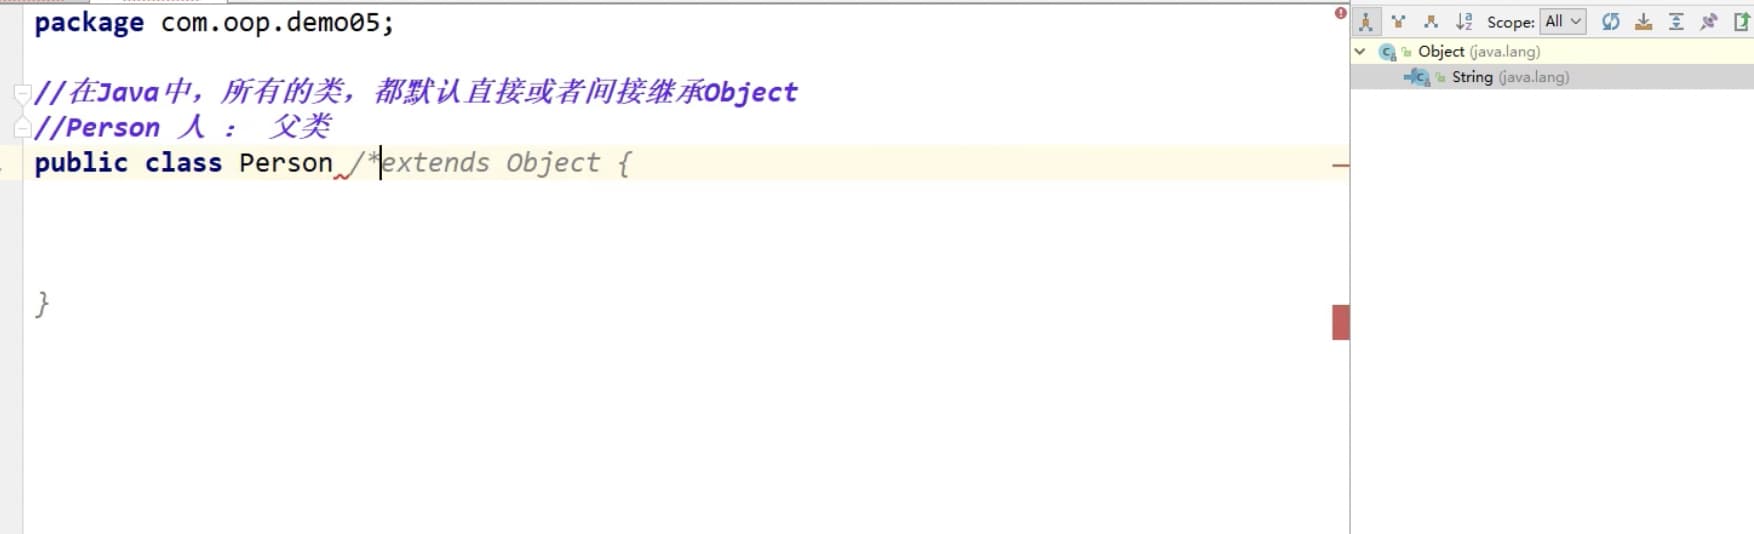 package com.oop.demo05;
//在Java中，所有的类，都默认直接或者间接继承Object
//Person 人 ： 父类
public class Person /*extends Object {
}
Scope: All
Object (java.lang)
String (java.lang)